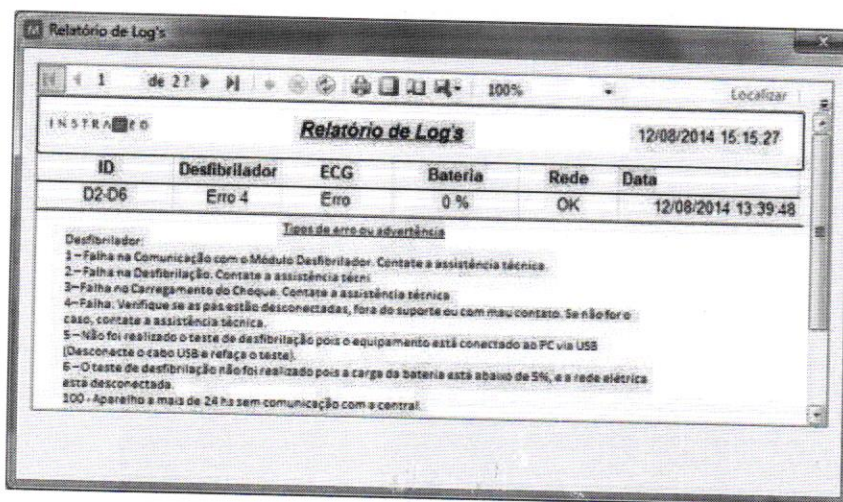 Relatório de Log's
1 de 2? 100% Localizar
INSTRAMED Relatório de Log's 12/08/2014 15.15.27
ID Desfibrilador ECG Bateria Rede Data
D2-D6 Erro 4 Erro 0 % OK 12/08/2014 13.39.48
Tipos de erro ou advertência
Desfibrilador:
1–Falha na Comunicação com o Módulo Desfibrilador. Contate a assistência técnica.
2–Falha na Desfibrilação. Contate a assistência técni
3–Falha no Carregamento do Choque. Contate a assistência técnica
4–Falha. Verifique se as pás estão desconectadas, fora do suporte ou com mau contato. Se não for o
caso, contate a assistência técnica.
5–Não foi realizado o teste de desfibrilação pois o equipamento está conectado ao PC via USB
(Desconecte o cabo USB e refaça o teste).
6–O teste de desfibrilação não foi realizado pois a carga da bateria está abaixo de 5%, e a rede elétrica
está desconectada.
100 - Aparelho a mais de 24 hs sem comunicação com a central.